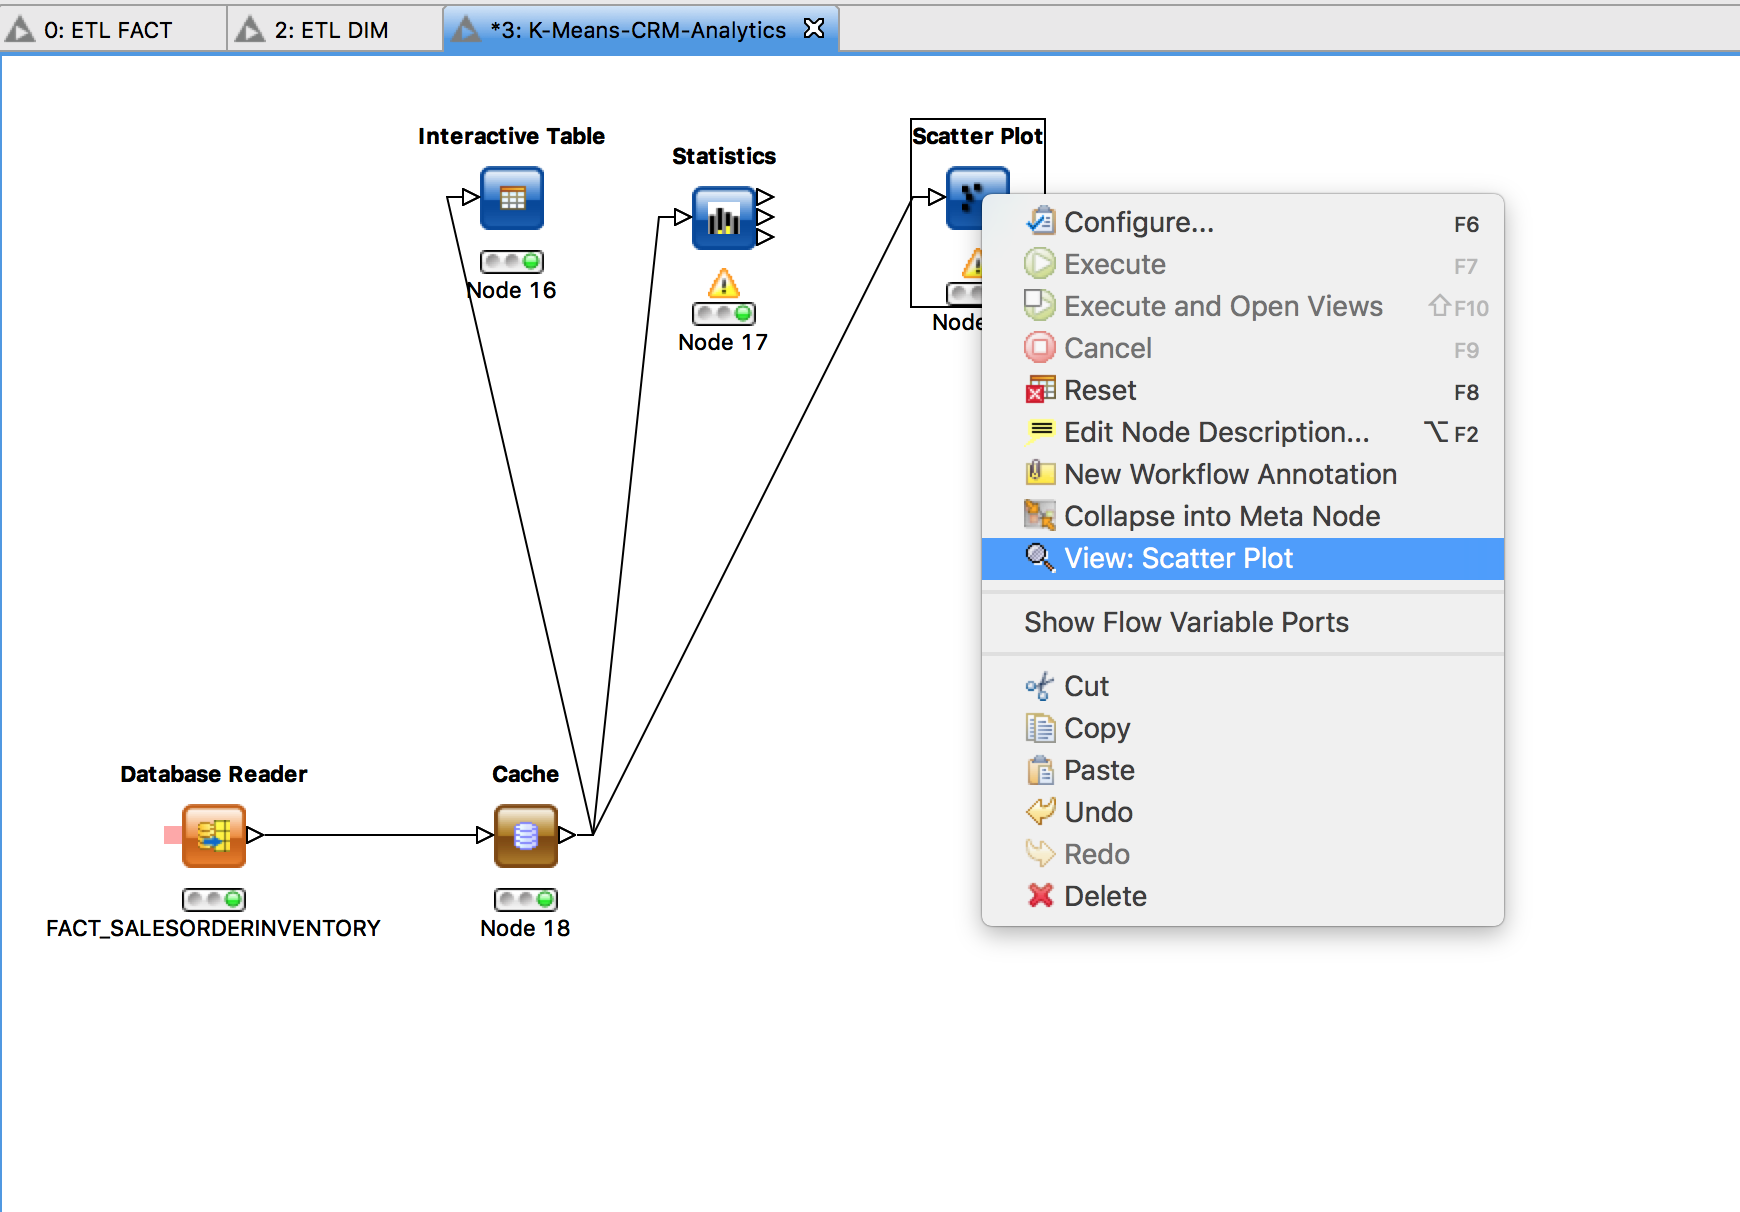 0: ETL FACT
2: ETL DIM
*3: K-Means-CRM-Analytics
Interactive Table
Node 16
Statistics
Node 17
Scatter Plot
Node
Configure... F6
Execute F7
Execute and Open Views ⇧F10
Cancel F9
Reset F8
Edit Node Description... ⌥F2
New Workflow Annotation
Collapse into Meta Node
View: Scatter Plot
Show Flow Variable Ports
Cut
Copy
Paste
Undo
Redo
Delete
Database Reader
FACT_SALESORDERINVENTORY
Cache
Node 18